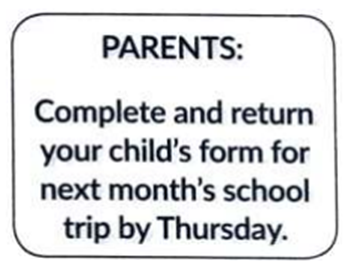 PARENTS:
Complete and return
your child's form for
next month's school
trip by Thursday.